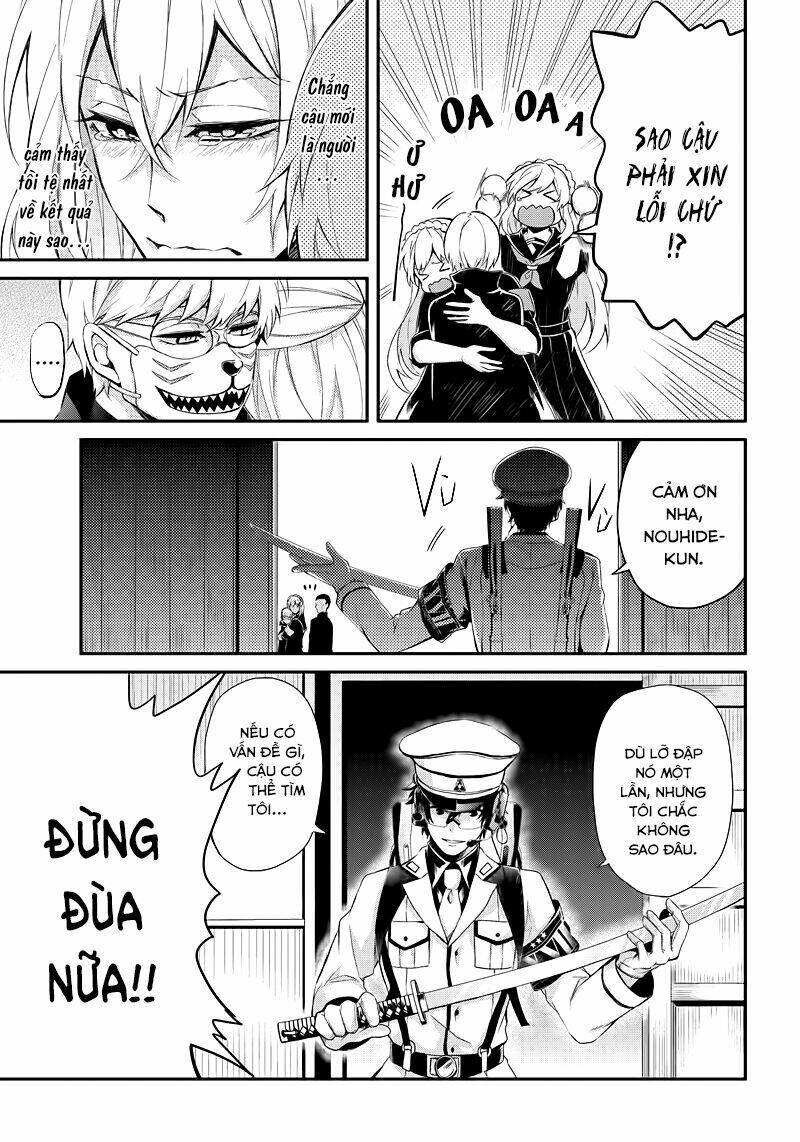 SAO CẬU
PHẢI XIN
LỖI CHỨ
!?
OA OA A
Ư
HƯ
Chẳng
câu mới
là người
...
cảm thấy
tồi tệ nhất
về kết quả
này sao...
.....
CẢM ƠN
NHA,
NOUHIDE-
KUN.
Vù
Vù
DÙ LỠ ĐẬP
NÓ MỘT
LẦN, NHƯNG
TÔI CHẮC
KHÔNG
SAO ĐÂU.
NẾU CÓ
VẤN ĐỀ GÌ,
CẬU CÓ
THỂ TÌM
TÔI...
ĐỪNG
ĐÙA
NỮA!!